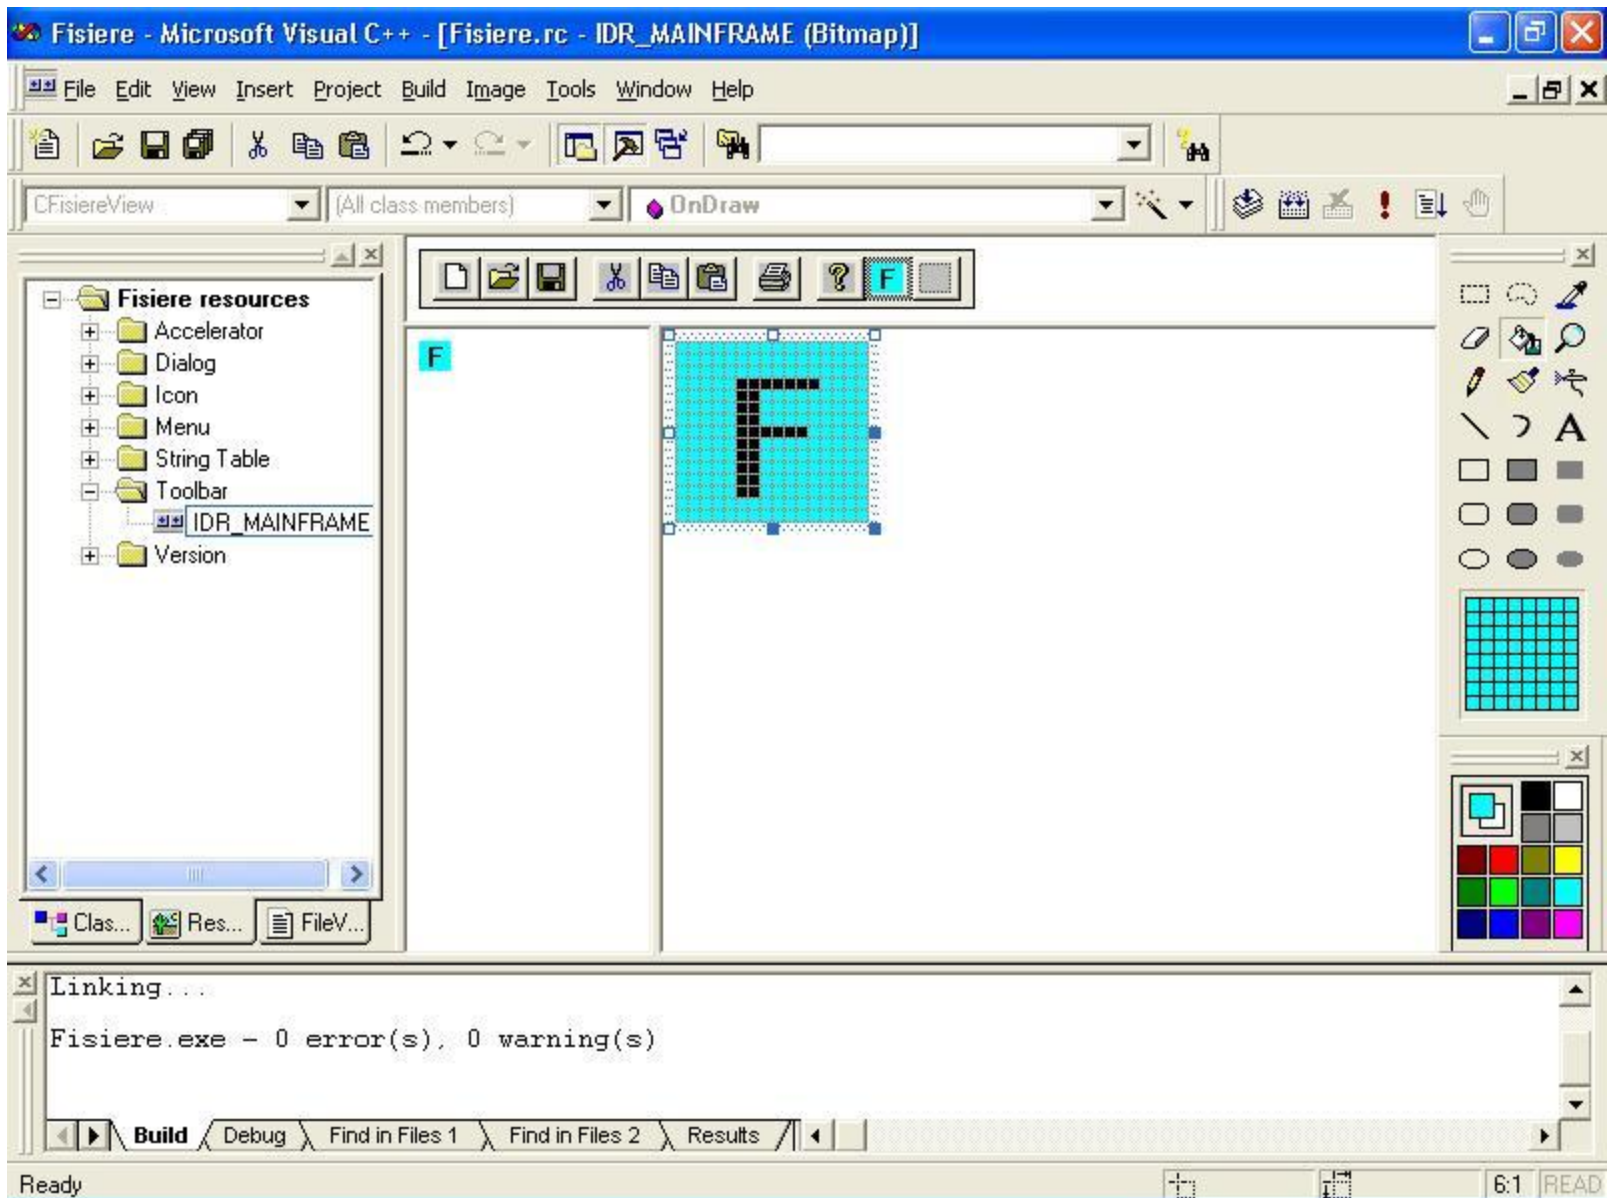 Fisiere - Microsoft Visual C++ - [Fisiere.rc - IDR_MAINFRAME (Bitmap)]
File Edit View Insert Project Build Image Tools Window Help
CFisiereView (All class members) OnDraw
Fisiere resources
Accelerator
Dialog
Icon
Menu
String Table
Toolbar
IDR_MAINFRAME
Version
Clas... Res... FileV...
F
F
F
A
Linking...
Fisiere.exe - 0 error(s), 0 warning(s)
Build Debug Find in Files 1 Find in Files 2 Results
Ready 6:1 READ